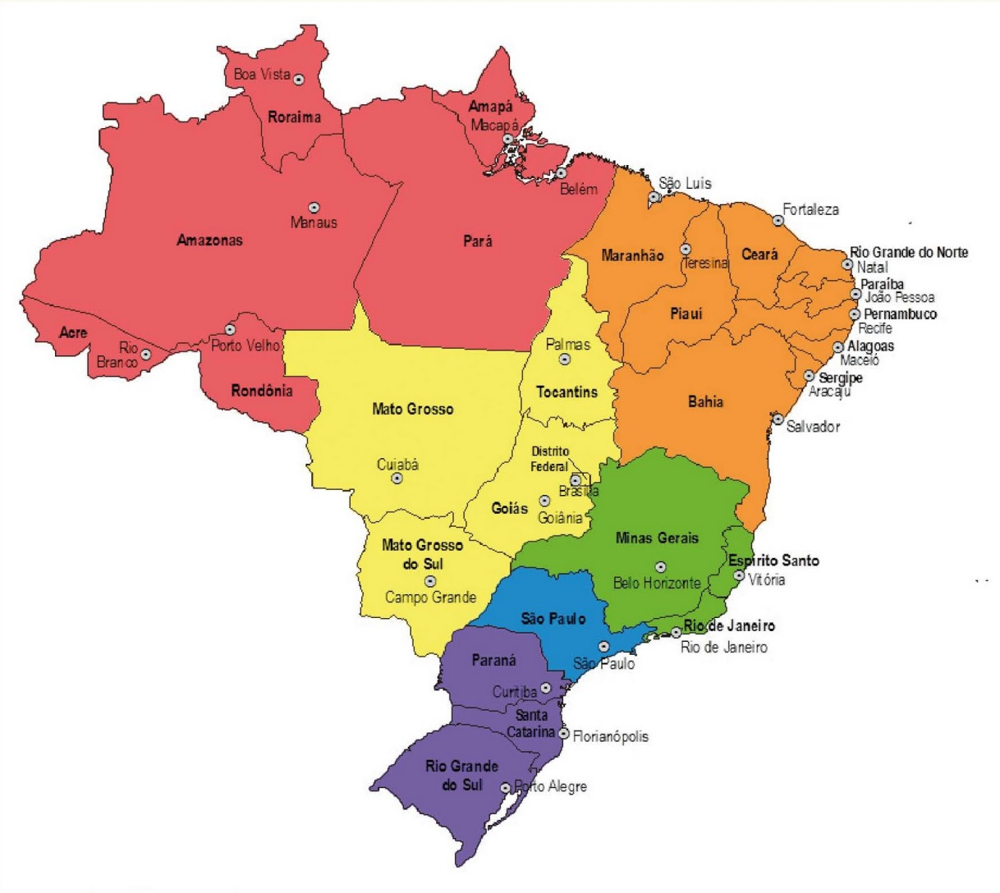 Boa Vista
Roraima
Amapá
Macapá
Belém
São Luis
Fortaleza
Manaus
Amazonas
Pará
Maranhão
Teresina
Ceará
Rio Grande do Norte
Natal
Paraíba
João Pessoa
Piauí
Pernambuco
Recife
Acre
Rio
Branco
Porto Velho
Palmas
Alagoas
Maceió
Sergipe
Aracaju
Rondônia
Mato Grosso
Tocantins
Bahia
Salvador
Cuiabá
Distrito
Federal
Brasília
Goiás
Goiânia
Minas Gerais
Belo Horizonte
Espírito Santo
Vitória
Mato Grosso
do Sul
Campo Grande
São Paulo
São Paulo
Rio de Janeiro
Rio de Janeiro
Paraná
Curitiba
Santa
Catarina
Florianópolis
Rio Grande
do Sul
Porto Alegre